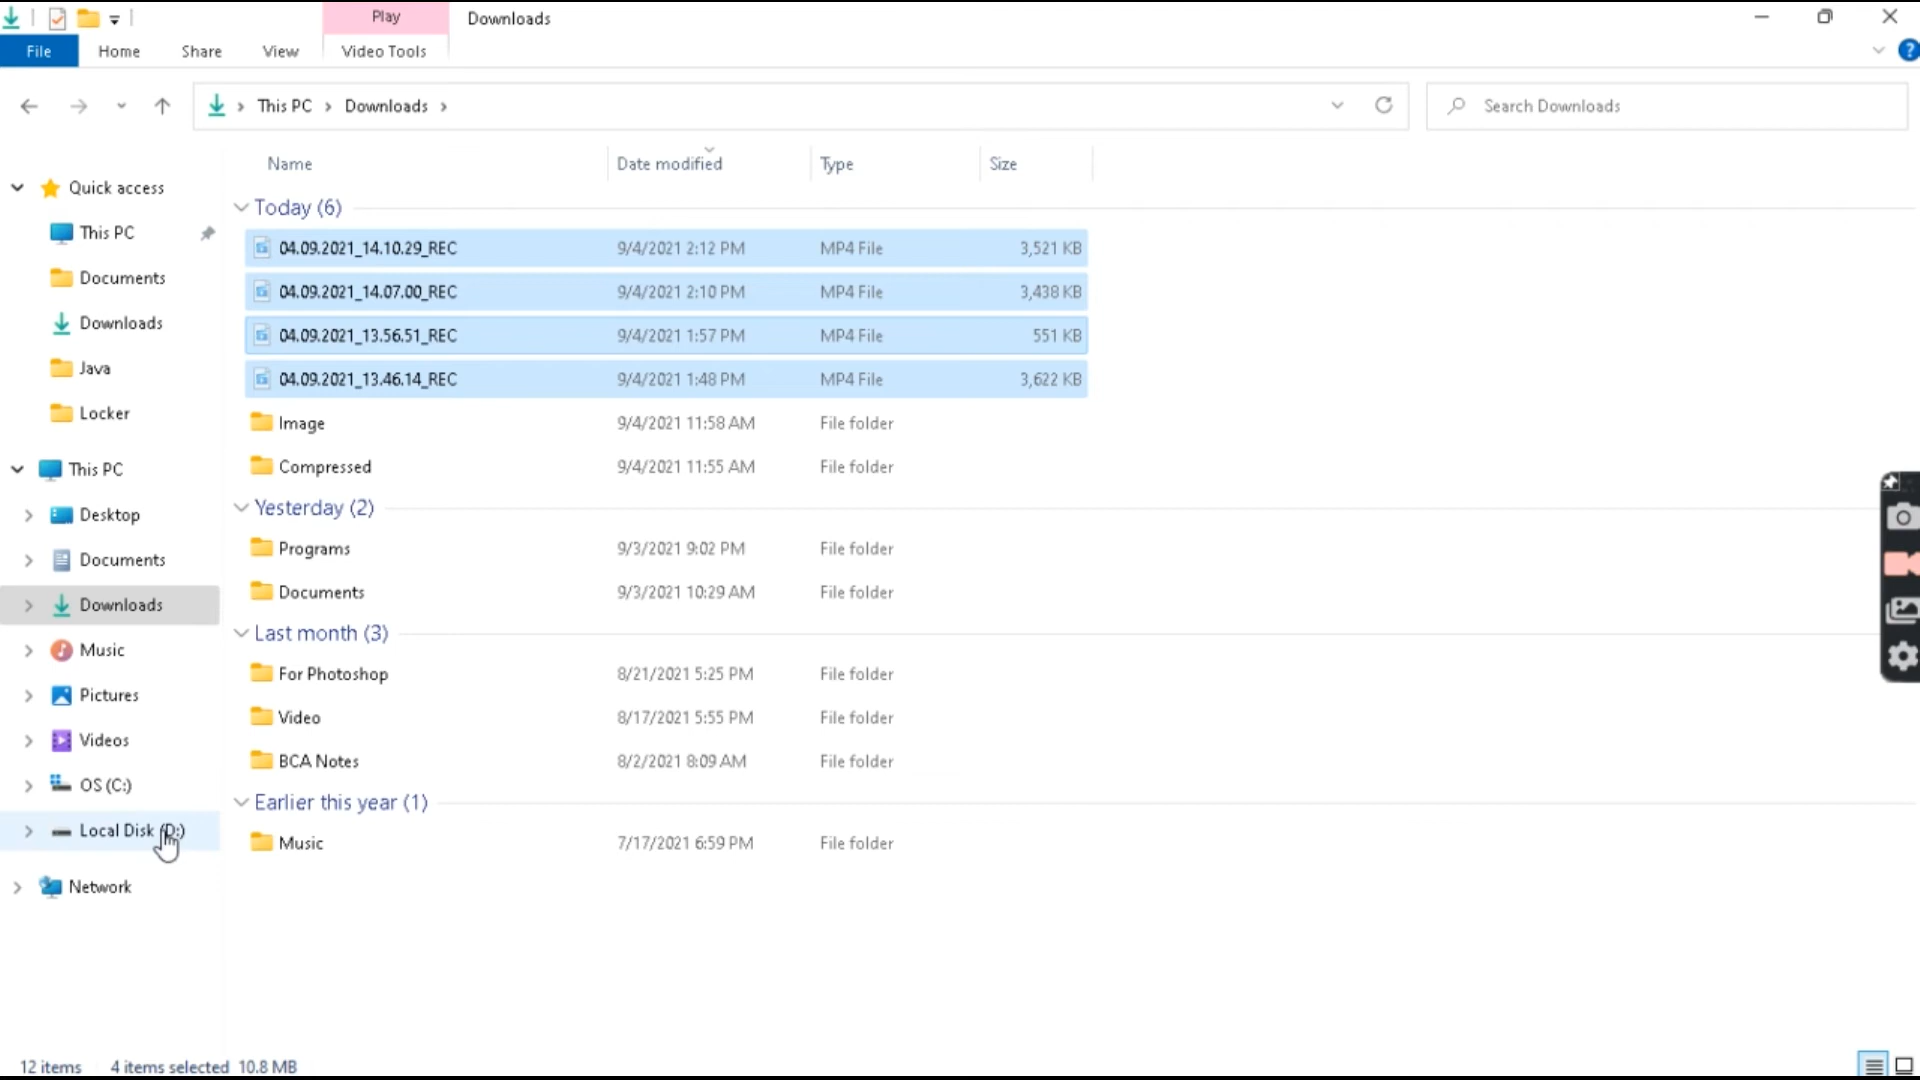 Play
Downloads
File
Home
Share
View
Video Tools
?
This PC
Downloads
Search Downloads
Name
Date modified
Type
Size
Quick access
This PC
Documents
Downloads
Java
Locker
This PC
Desktop
Documents
Downloads
Music
Pictures
Videos
OS (C:)
Local Disk (D:)
Network
Today (6)
04.09.2021_14.10.29_REC 9/4/2021 2:12 PM MP4 File 3,521 KB
04.09.2021_14.07.00_REC 9/4/2021 2:10 PM MP4 File 3,438 KB
04.09.2021_13.56.51_REC 9/4/2021 1:57 PM MP4 File 551 KB
04.09.2021_13.46.14_REC 9/4/2021 1:48 PM MP4 File 3,622 KB
Image 9/4/2021 11:58 AM File folder
Compressed 9/4/2021 11:55 AM File folder
Yesterday (2)
Programs 9/3/2021 9:02 PM File folder
Documents 9/3/2021 10:29 AM File folder
Last month (3)
For Photoshop 8/21/2021 5:25 PM File folder
Video 8/17/2021 5:55 PM File folder
BCA Notes 8/2/2021 8:09 AM File folder
Earlier this year (1)
Music 7/17/2021 6:59 PM File folder
12 items 4 items selected 10.8 MB